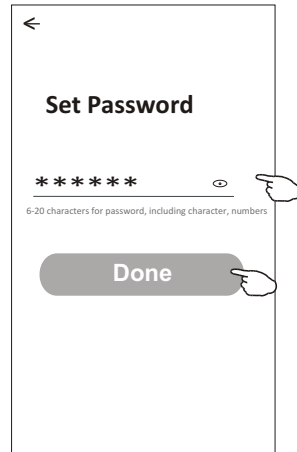 Set Password
******
6-20 characters for password, including character, numbers
Done